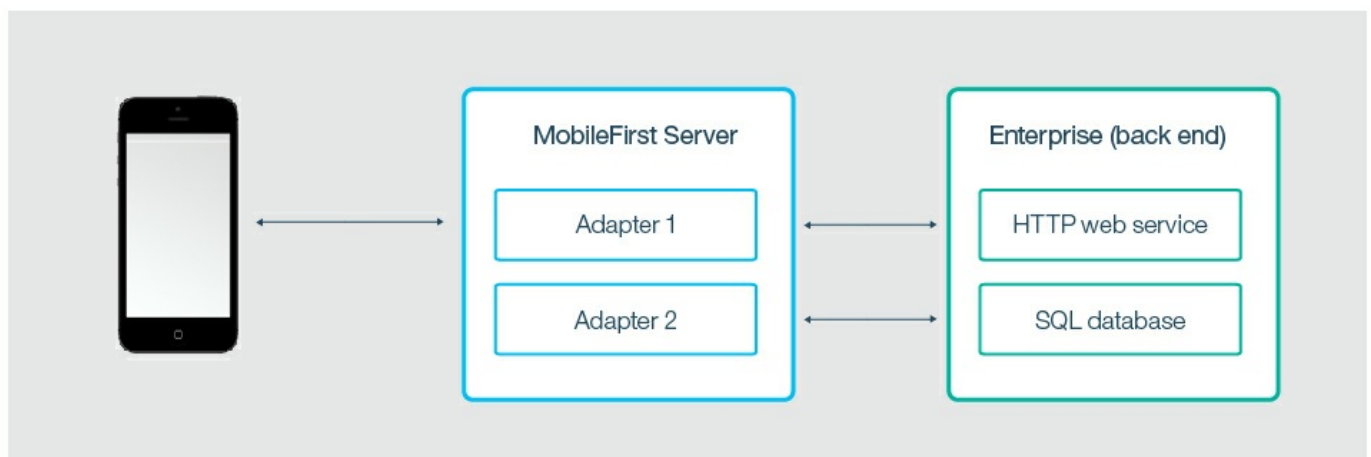 MobileFirst Server
Adapter 1
Adapter 2
Enterprise (back end)
HTTP web service
SQL database